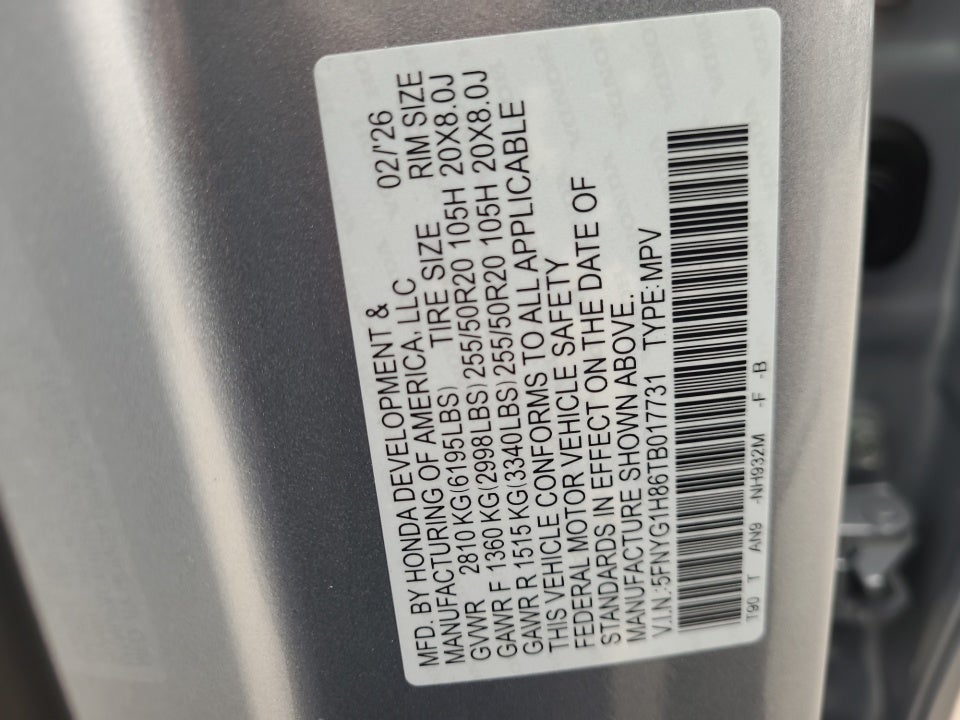 MFD. BY HONDA DEVELOPMENT & 02/'26
MANUFACTURING OF AMERICA, LLC
TIRE SIZE RIM SIZE
GVWR 2810 KG(6195LBS)
GAWR F 1360 KG(2998LBS) 255/50R20 105H 20X8.0J
GAWR R 1515 KG(3340LBS) 255/50R20 105H 20X8.0J
THIS VEHICLE CONFORMS TO ALL APPLICABLE
FEDERAL MOTOR VEHICLE SAFETY
STANDARDS IN EFFECT ON THE DATE OF
MANUFACTURE SHOWN ABOVE.
V.I.N.:5FNYG1H86TB017731 TYPE:MPV
T90 T AN9 -NH932M -F -B